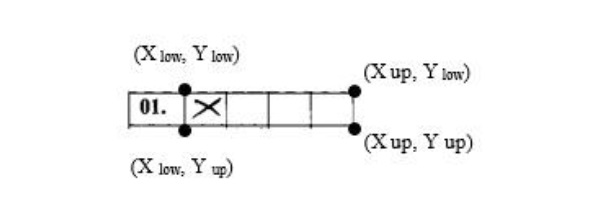 (X low, Y low)
(X up, Y low)
01.
(X up, Y up)
(X low, Y up)